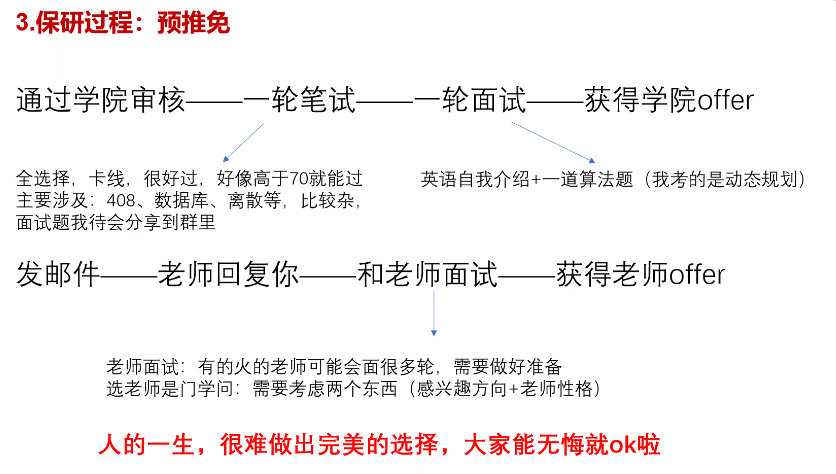 3.保研过程：预推免
通过学院审核——一轮笔试——一轮面试——获得学院offer
全选择，卡线，很好过，好像高于70就能过
主要涉及：408、数据库、离散等，比较杂，
面试题我待会分享到群里
英语自我介绍+一道算法题（我考的是动态规划）
发邮件——老师回复你——和老师面试——获得老师offer
老师面试：有的火的老师可能会面很多轮，需要做好准备
选老师是门学问：需要考虑两个东西（感兴趣方向+老师性格）
人的一生，很难做出完美的选择，大家能无悔就ok啦